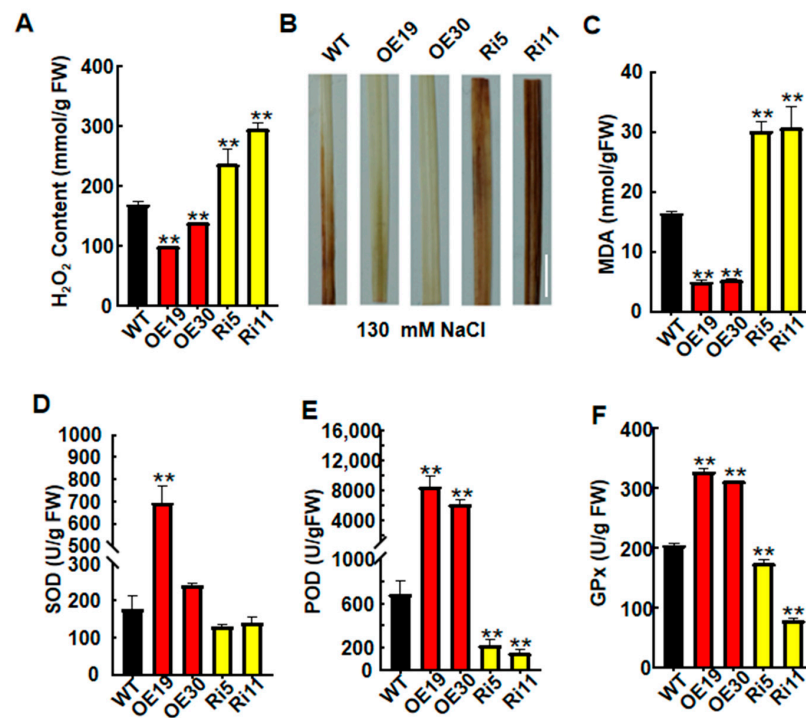 A
H₂O₂ Content (mmol/g FW)
400
300
200
100
0
**
**
**
**
WT
OE19
OE30
Ri5
Ri11
B
WT
OE19
OE30
Ri5
Ri11
130 mM NaCl
C
MDA (nmol/gFW)
40
30
20
10
0
**
**
**
**
WT
OE19
OE30
Ri5
Ri11
D
SOD (U/g FW)
1000
900
800
700
600
500
300
200
100
0
**
WT
OE19
OE30
Ri5
Ri11
E
POD (U/gFW)
16,000
12,000
8000
4000
1000
600
200
0
**
**
**
**
WT
OE19
OE30
Ri5
Ri11
F
GPx (U/g FW)
400
300
200
100
0
**
**
**
**
WT
OE19
OE30
Ri5
Ri11